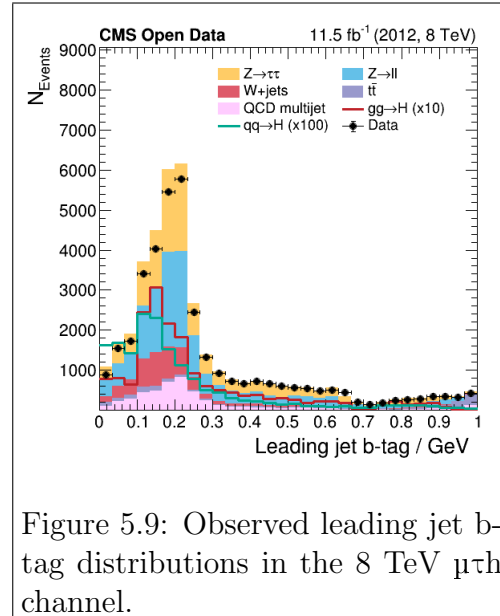 CMS Open Data 11.5 fb⁻¹ (2012, 8 TeV)
N_Events
9000
8000
7000
6000
5000
4000
3000
2000
1000
Z→ττ Z→ll
W+jets tt̄
QCD multijet gg→H (x10)
qq→H (x100) Data
0 0.1 0.2 0.3 0.4 0.5 0.6 0.7 0.8 0.9 1
Leading jet b-tag / GeV
Figure 5.9: Observed leading jet b-
tag distributions in the 8 TeV μτh
channel.